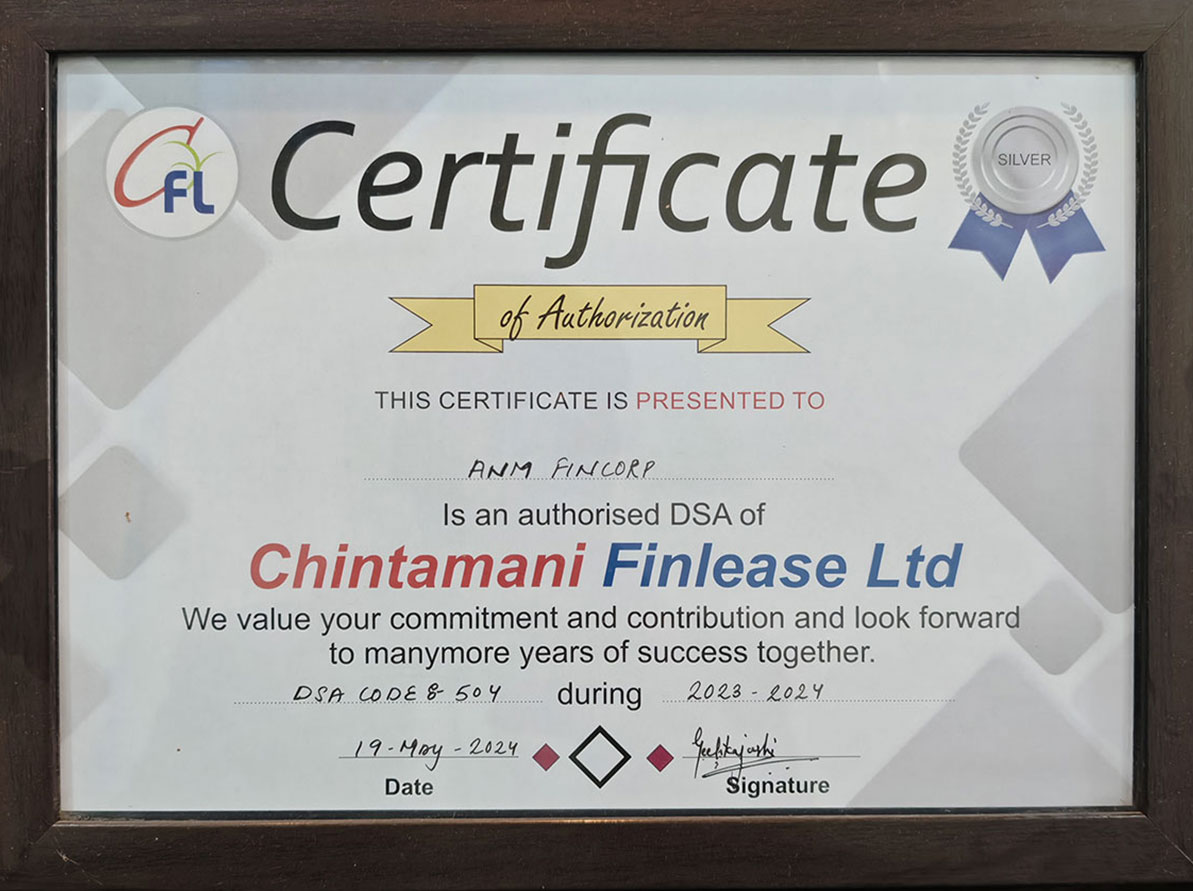 CFL
Certificate
SILVER
of Authorization
THIS CERTIFICATE IS PRESENTED TO
ANM FINCORP
Is an authorised DSA of
Chintamani Finlease Ltd
We value your commitment and contribution and look forward
to manymore years of success together.
DSA CODE 8- 504 during 2023-2024
19-May-2024
Date Signature